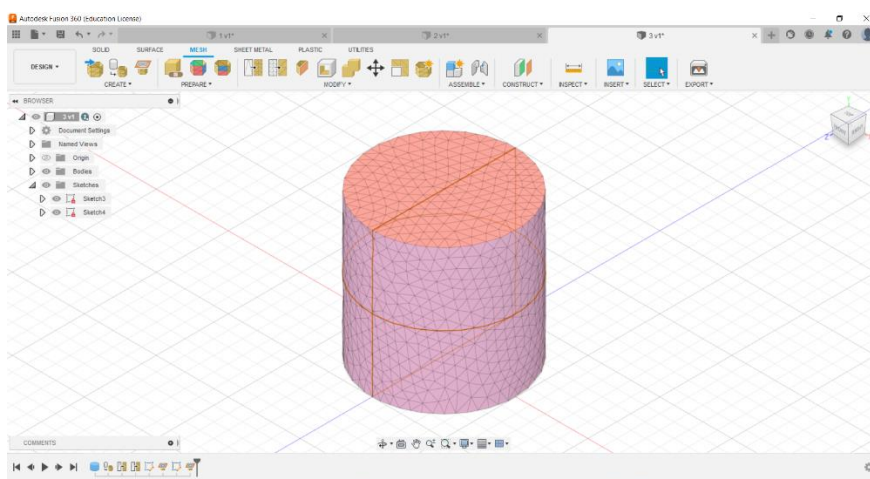 Autodesk Fusion 360 (Education License)
1 v1*
2 v1*
3 v1*
SOLID SURFACE MESH SHEET METAL PLASTIC UTILITIES
DESIGN
CREATE PREPARE MODIFY ASSEMBLE CONSTRUCT INSPECT INSERT SELECT EXPORT
BROWSER
3 v1
Document Settings
Named Views
Origin
Bodies
Sketches
Sketch3
Sketch4
COMMENTS